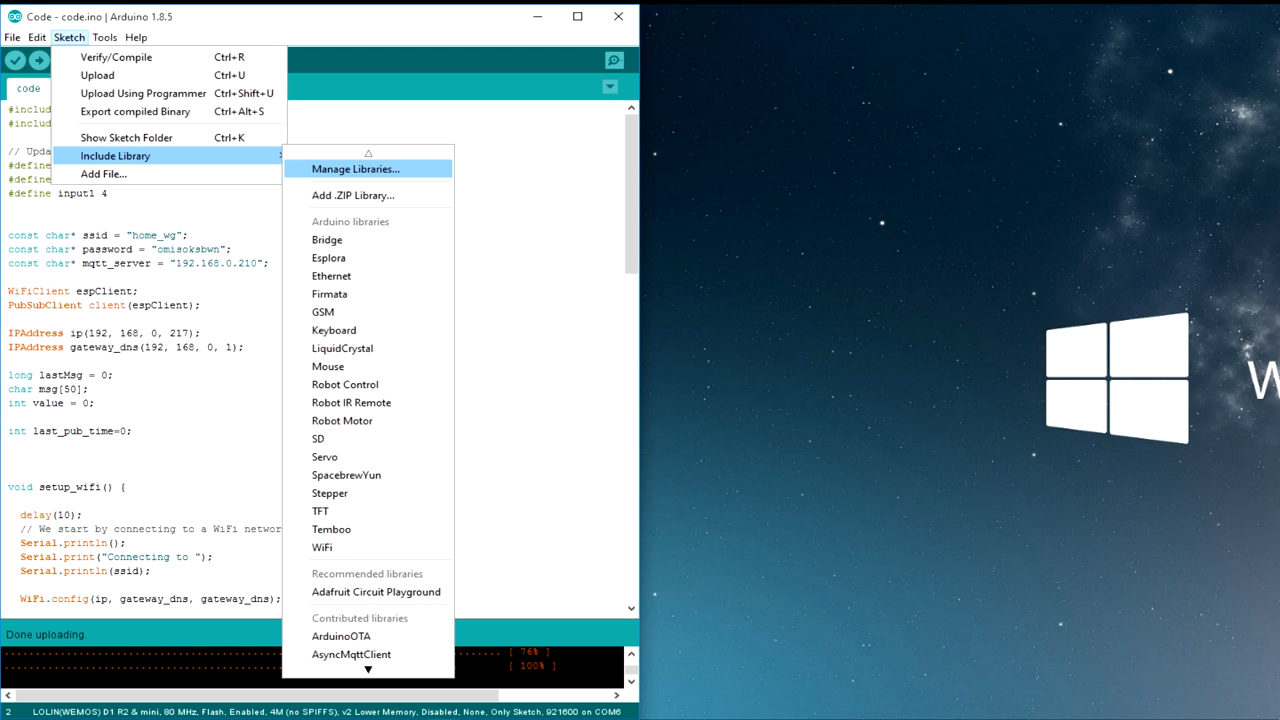 Code - code.ino | Arduino 1.8.5
File Edit Sketch Tools Help
Verify/Compile Ctrl+R
Upload Ctrl+U
Upload Using Programmer Ctrl+Shift+U
Export compiled Binary Ctrl+Alt+S
Show Sketch Folder Ctrl+K
Include Library
Add File...
Manage Libraries...
Add .ZIP Library...
Arduino libraries
Bridge
Esplora
Ethernet
Firmata
GSM
Keyboard
LiquidCrystal
Mouse
Robot Control
Robot IR Remote
Robot Motor
SD
Servo
SpacebrewYun
Stepper
TFT
Temboo
WiFi
Recommended libraries
Adafruit Circuit Playground
Contributed libraries
ArduinoOTA
AsyncMqttClient
code
#includ
#includ
// Upda
#define
#define
#define input1 4
const char* ssid = "home_wg";
const char* password = "omisoksbwn";
const char* mqtt_server = "192.168.0.210";
WiFiClient espClient;
PubSubClient client(espClient);
IPAddress ip(192, 168, 0, 217);
IPAddress gateway_dns(192, 168, 0, 1);
long lastMsg = 0;
char msg[50];
int value = 0;
int last_pub_time=0;
void setup_wifi() {
delay(10);
// We start by connecting to a WiFi networ
Serial.println();
Serial.print("Connecting to ");
Serial.println(ssid);
WiFi.config(ip, gateway_dns, gateway_dns);
Done uploading.
[ 76% ]
[ 100% ]
2 LOLIN(WEMOS) D1 R2 & mini, 80 MHz, Flash, Enabled, 4M (no SPIFFS), v2 Lower Memory, Disabled, None, Only Sketch, 921600 on COM6
W